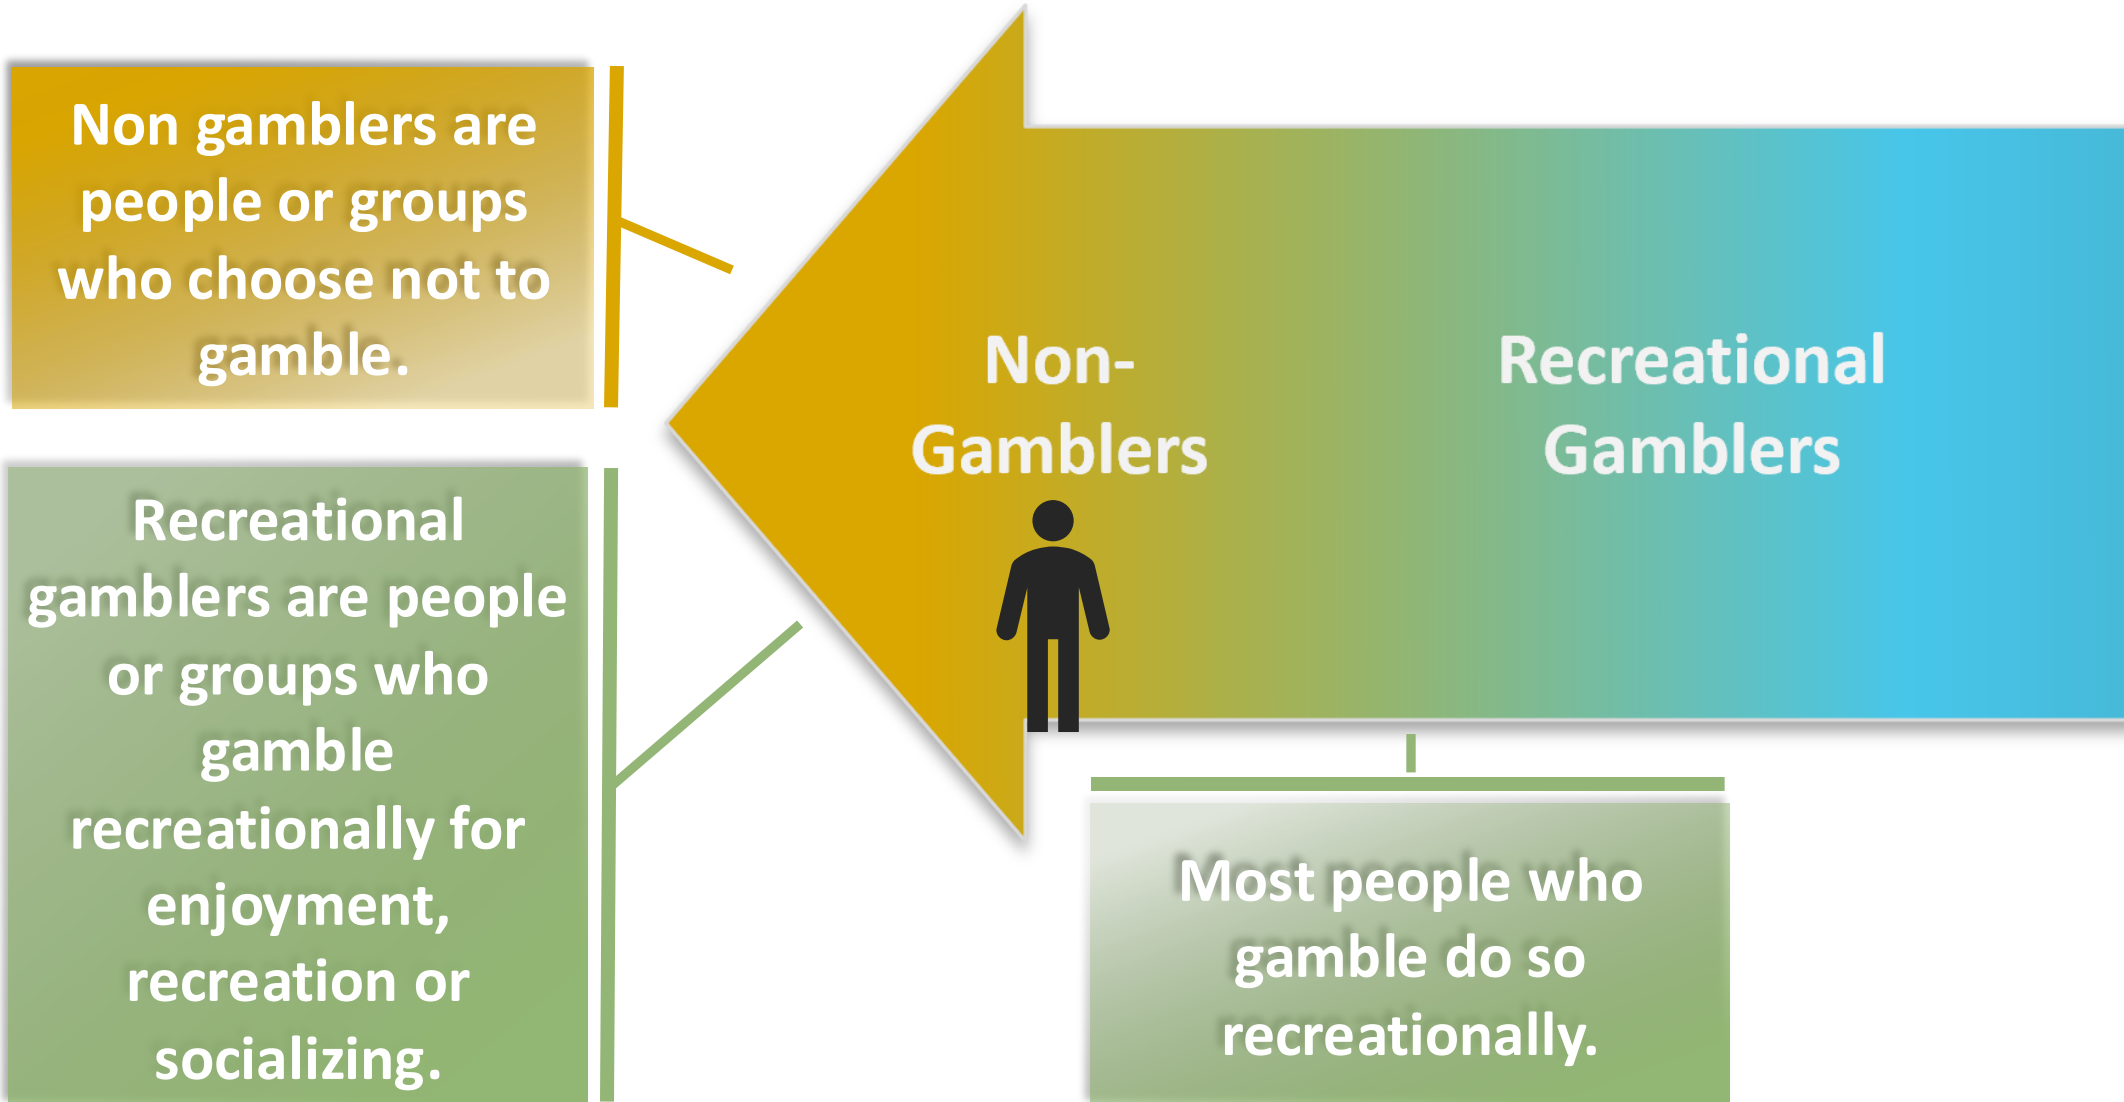 Non gamblers are
people or groups
who choose not to
gamble.
Recreational
gamblers are people
or groups who
gamble
recreationally for
enjoyment,
recreation or
socializing.
Non-
Gamblers
Recreational
Gamblers
Most people who
gamble do so
recreationally.